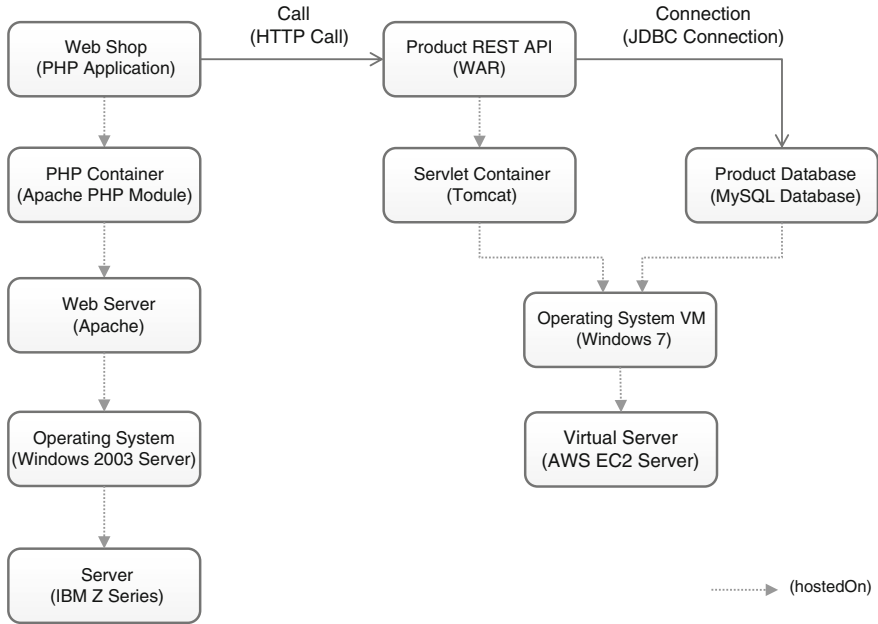 Call
(HTTP Call)
Connection
(JDBC Connection)
Web Shop
(PHP Application)
Product REST API
(WAR)
PHP Container
(Apache PHP Module)
Servlet Container
(Tomcat)
Product Database
(MySQL Database)
Web Server
(Apache)
Operating System VM
(Windows 7)
Operating System
(Windows 2003 Server)
Virtual Server
(AWS EC2 Server)
Server
(IBM Z Series)
(hostedOn)